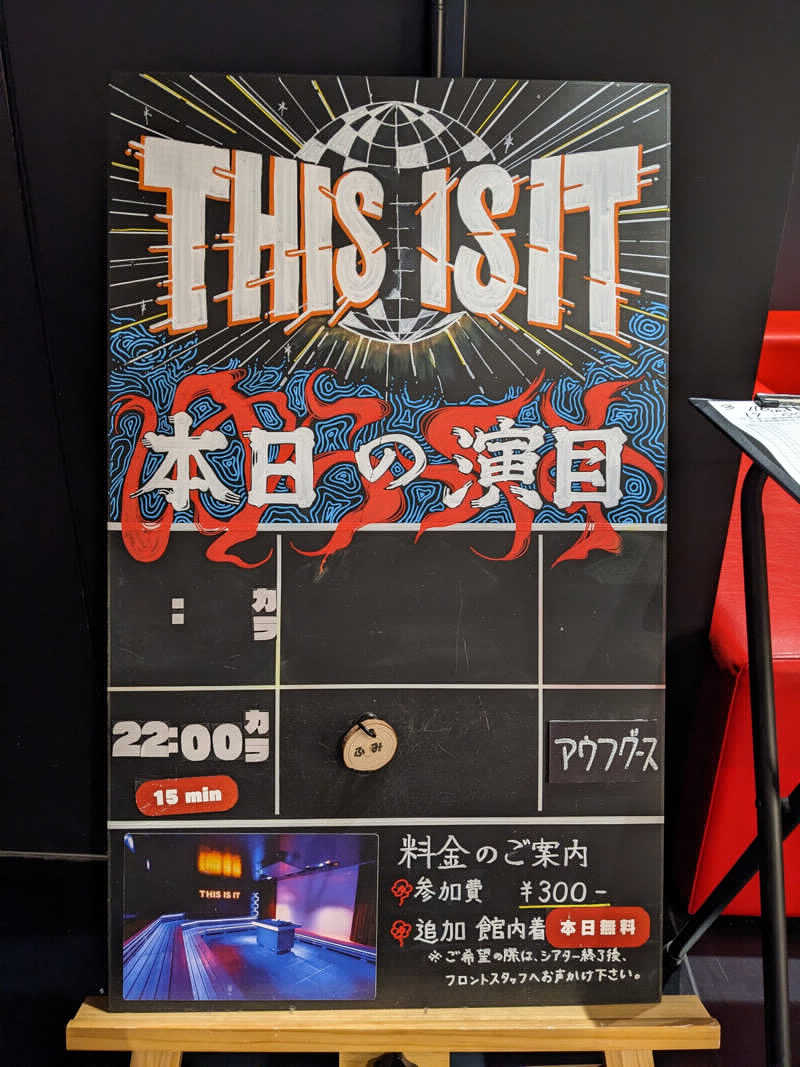 THIS IS IT
本日の演目
: カラ
22:00カラ
15 min
ふみ
アウフグース
THIS IS IT
料金のご案内
参加費 ¥300-
追加 館内着 本日無料
※ご希望の際は、シアター終了後、
フロントスタッフへお声かけ下さい。